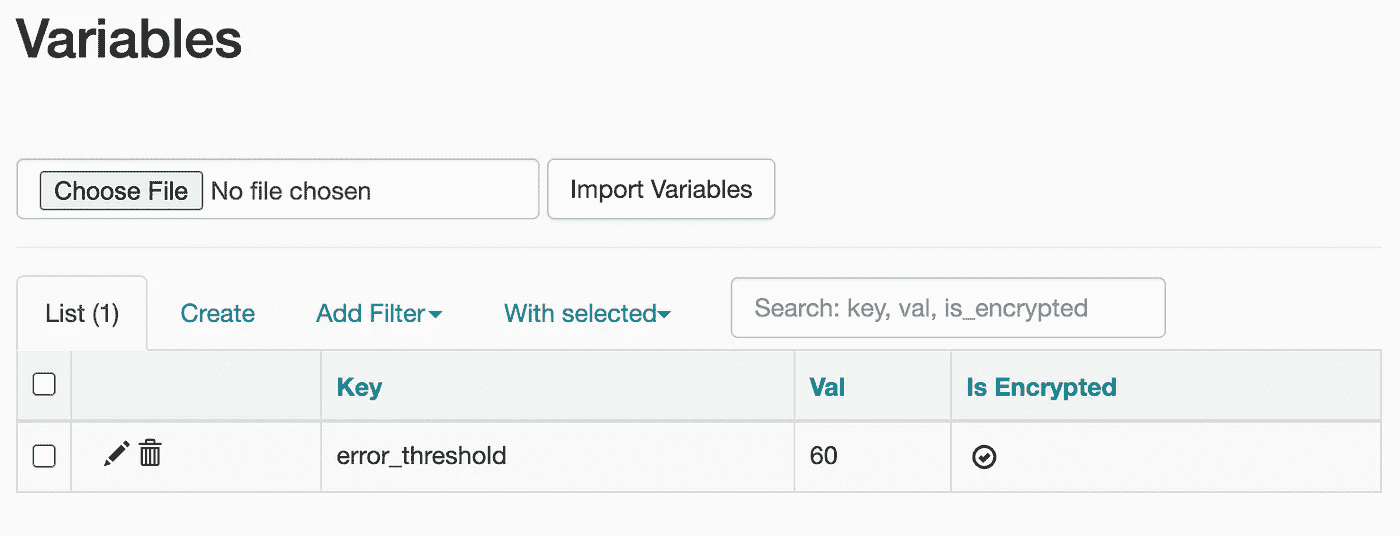 Variables
Choose File No file chosen Import Variables
List (1) Create Add Filter With selected Search: key, val, is_encrypted
Key Val Is Encrypted
error_threshold 60